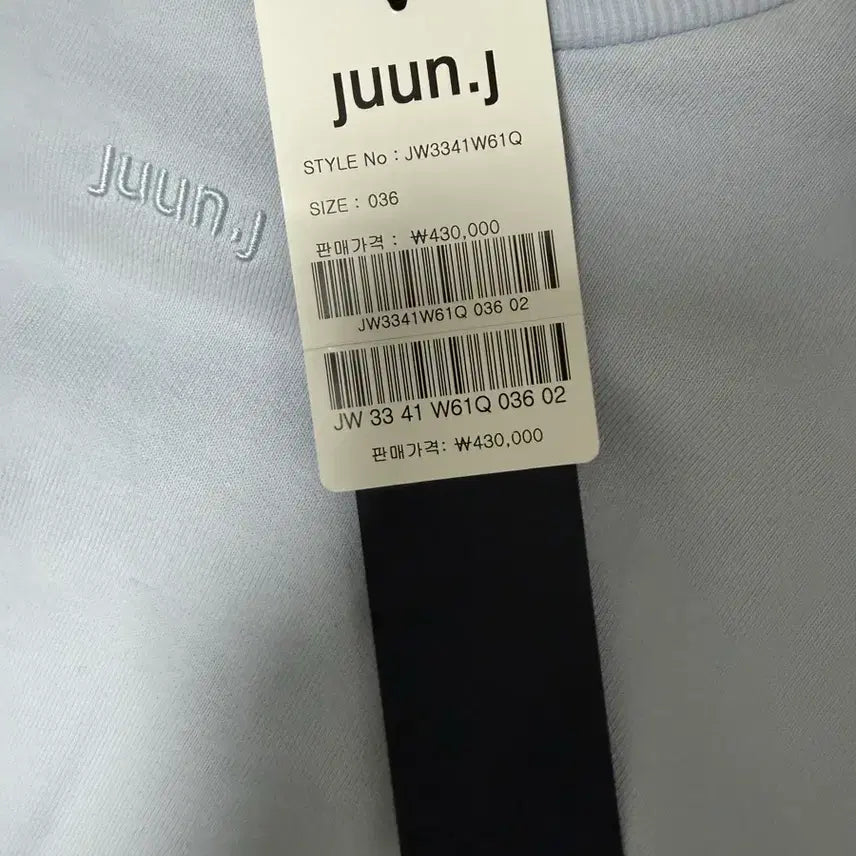 juun.j
juun.j
STYLE No : JW3341W61Q
SIZE : 036
판매가격 : ₩430,000
JW3341W61Q 036 02
JW 33 41 W61Q 036 02
판매가격: ₩430,000